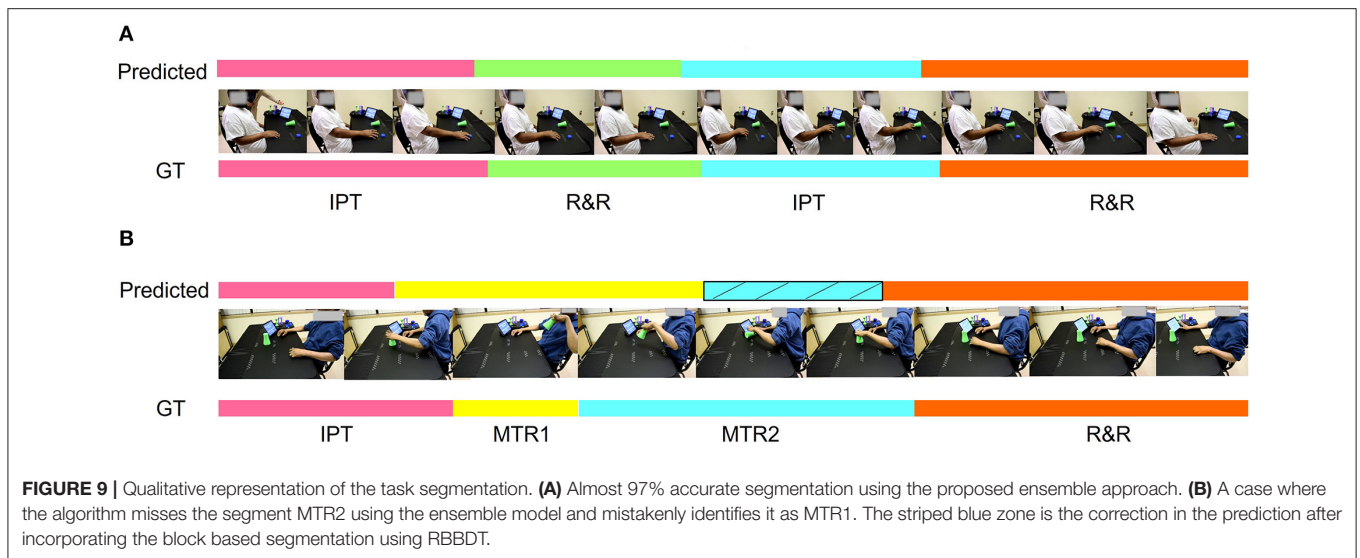 A
Predicted
GT
IPT R&R IPT R&R
B
Predicted
GT
IPT MTR1 MTR2 R&R
FIGURE 9 | Qualitative representation of the task segmentation. (A) Almost 97% accurate segmentation using the proposed ensemble approach. (B) A case where
the algorithm misses the segment MTR2 using the ensemble model and mistakenly identifies it as MTR1. The striped blue zone is the correction in the prediction after
incorporating the block based segmentation using RBBDT.